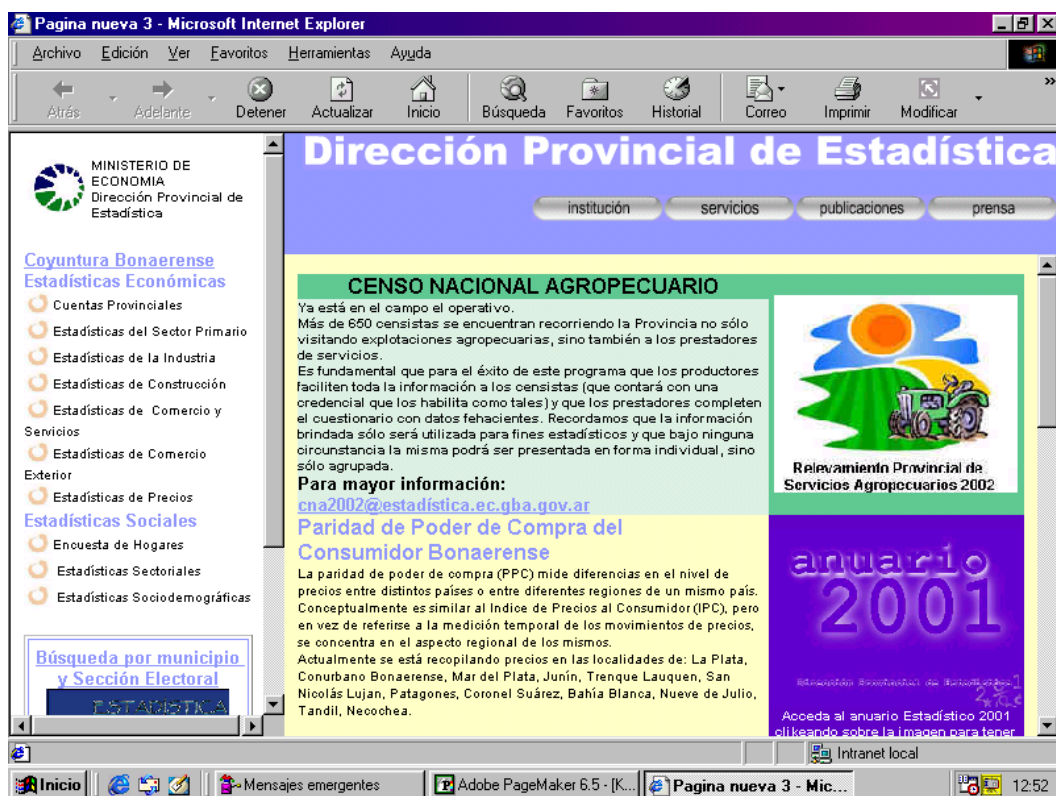 Pagina nueva 3 - Microsoft Internet Explorer
Archivo Edición Ver Favoritos Herramientas Ayuda
Atrás Adelante Detener Actualizar Inicio Búsqueda Favoritos Historial Correo Imprimir Modificar »
MINISTERIO DE
ECONOMIA
Dirección Provincial de
Estadística
Coyuntura Bonaerense
Estadísticas Económicas
Cuentas Provinciales
Estadísticas del Sector Primario
Estadísticas de la Industria
Estadísticas de Construcción
Estadísticas de Comercio y
Servicios
Estadísticas de Comercio
Exterior
Estadísticas de Precios
Estadísticas Sociales
Encuesta de Hogares
Estadísticas Sectoriales
Estadísticas Sociodemográficas
Búsqueda por municipio
y Sección Electoral
ESTADISTICA
Dirección Provincial de Estadística
institución servicios publicaciones prensa
CENSO NACIONAL AGROPECUARIO
Ya está en el campo el operativo.
Más de 650 censistas se encuentran recorriendo la Provincia no sólo
visitando explotaciones agropecuarias, sino también a los prestadores
de servicios.
Es fundamental que para el éxito de este programa que los productores
faciliten toda la información a los censistas (que contará con una
credencial que los habilita como tales) y que los prestadores completen
el cuestionario con datos fehacientes. Recordamos que la información
brindada sólo será utilizada para fines estadísticos y que bajo ninguna
circunstancia la misma podrá ser presentada en forma individual, sino
sólo agrupada.
Para mayor información:
cna2002@estadística.ec.gba.gov.ar
Paridad de Poder de Compra del
Consumidor Bonaerense
La paridad de poder de compra (PPC) mide diferencias en el nivel de
precios entre distintos países o entre diferentes regiones de un mismo país.
Conceptualmente es similar al Indice de Precios al Consumidor (IPC), pero
en vez de referirse a la medición temporal de los movimientos de precios,
se concentra en el aspecto regional de los mismos.
Actualmente se está recopilando precios en las localidades de: La Plata,
Conurbano Bonaerense, Mar del Plata, Junín, Trenque Lauquen, San
Nicolás Lujan, Patagones, Coronel Suárez, Bahía Blanca, Nueve de Julio,
Tandil, Necochea.
Relevamiento Provincial de
Servicios Agropecuarios 2002
anuario
2001
Dirección Provincial de Estadística
Acceda al anuario Estadístico 2001
clikeando sobre la imagen para tener
Intranet local
Inicio Mensajes emergentes Adobe PageMaker 6.5 - [K... Pagina nueva 3 - Mic... 12:52